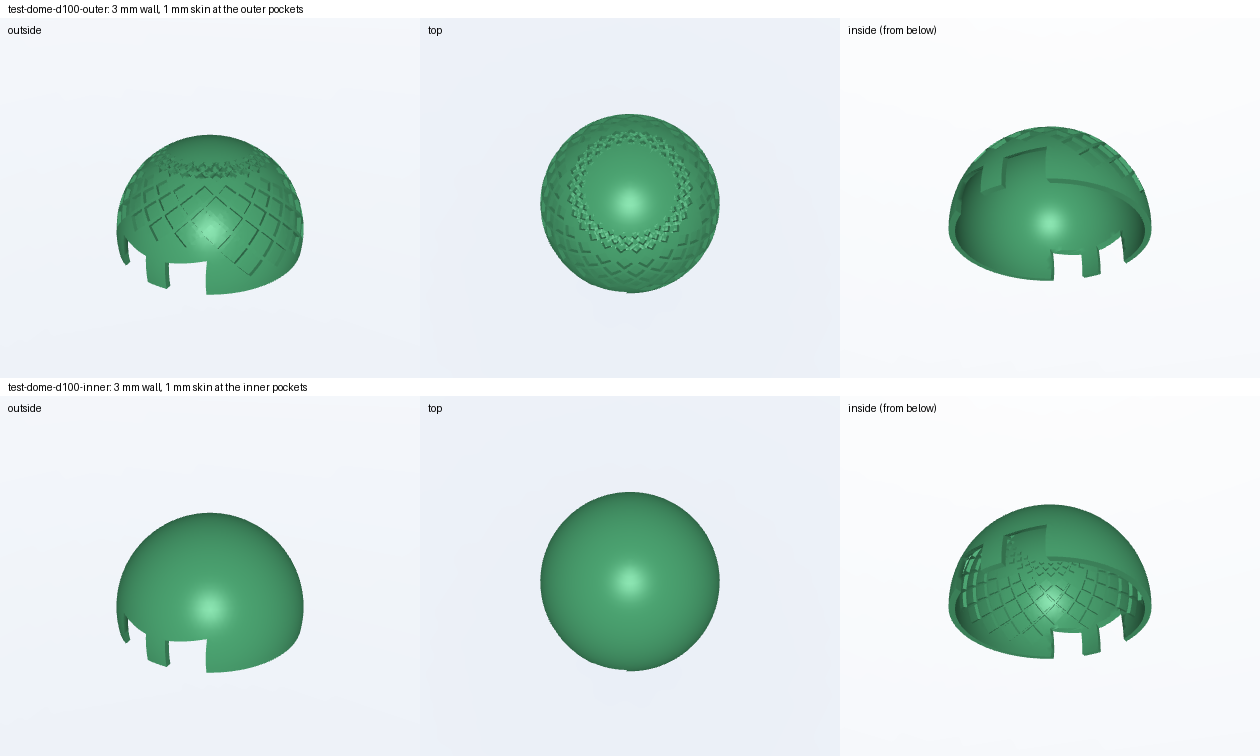 test-dome-d100-outer: 3 mm wall, 1 mm skin at the outer pockets
outside
top
inside (from below)
test-dome-d100-inner: 3 mm wall, 1 mm skin at the inner pockets
outside
top
inside (from below)